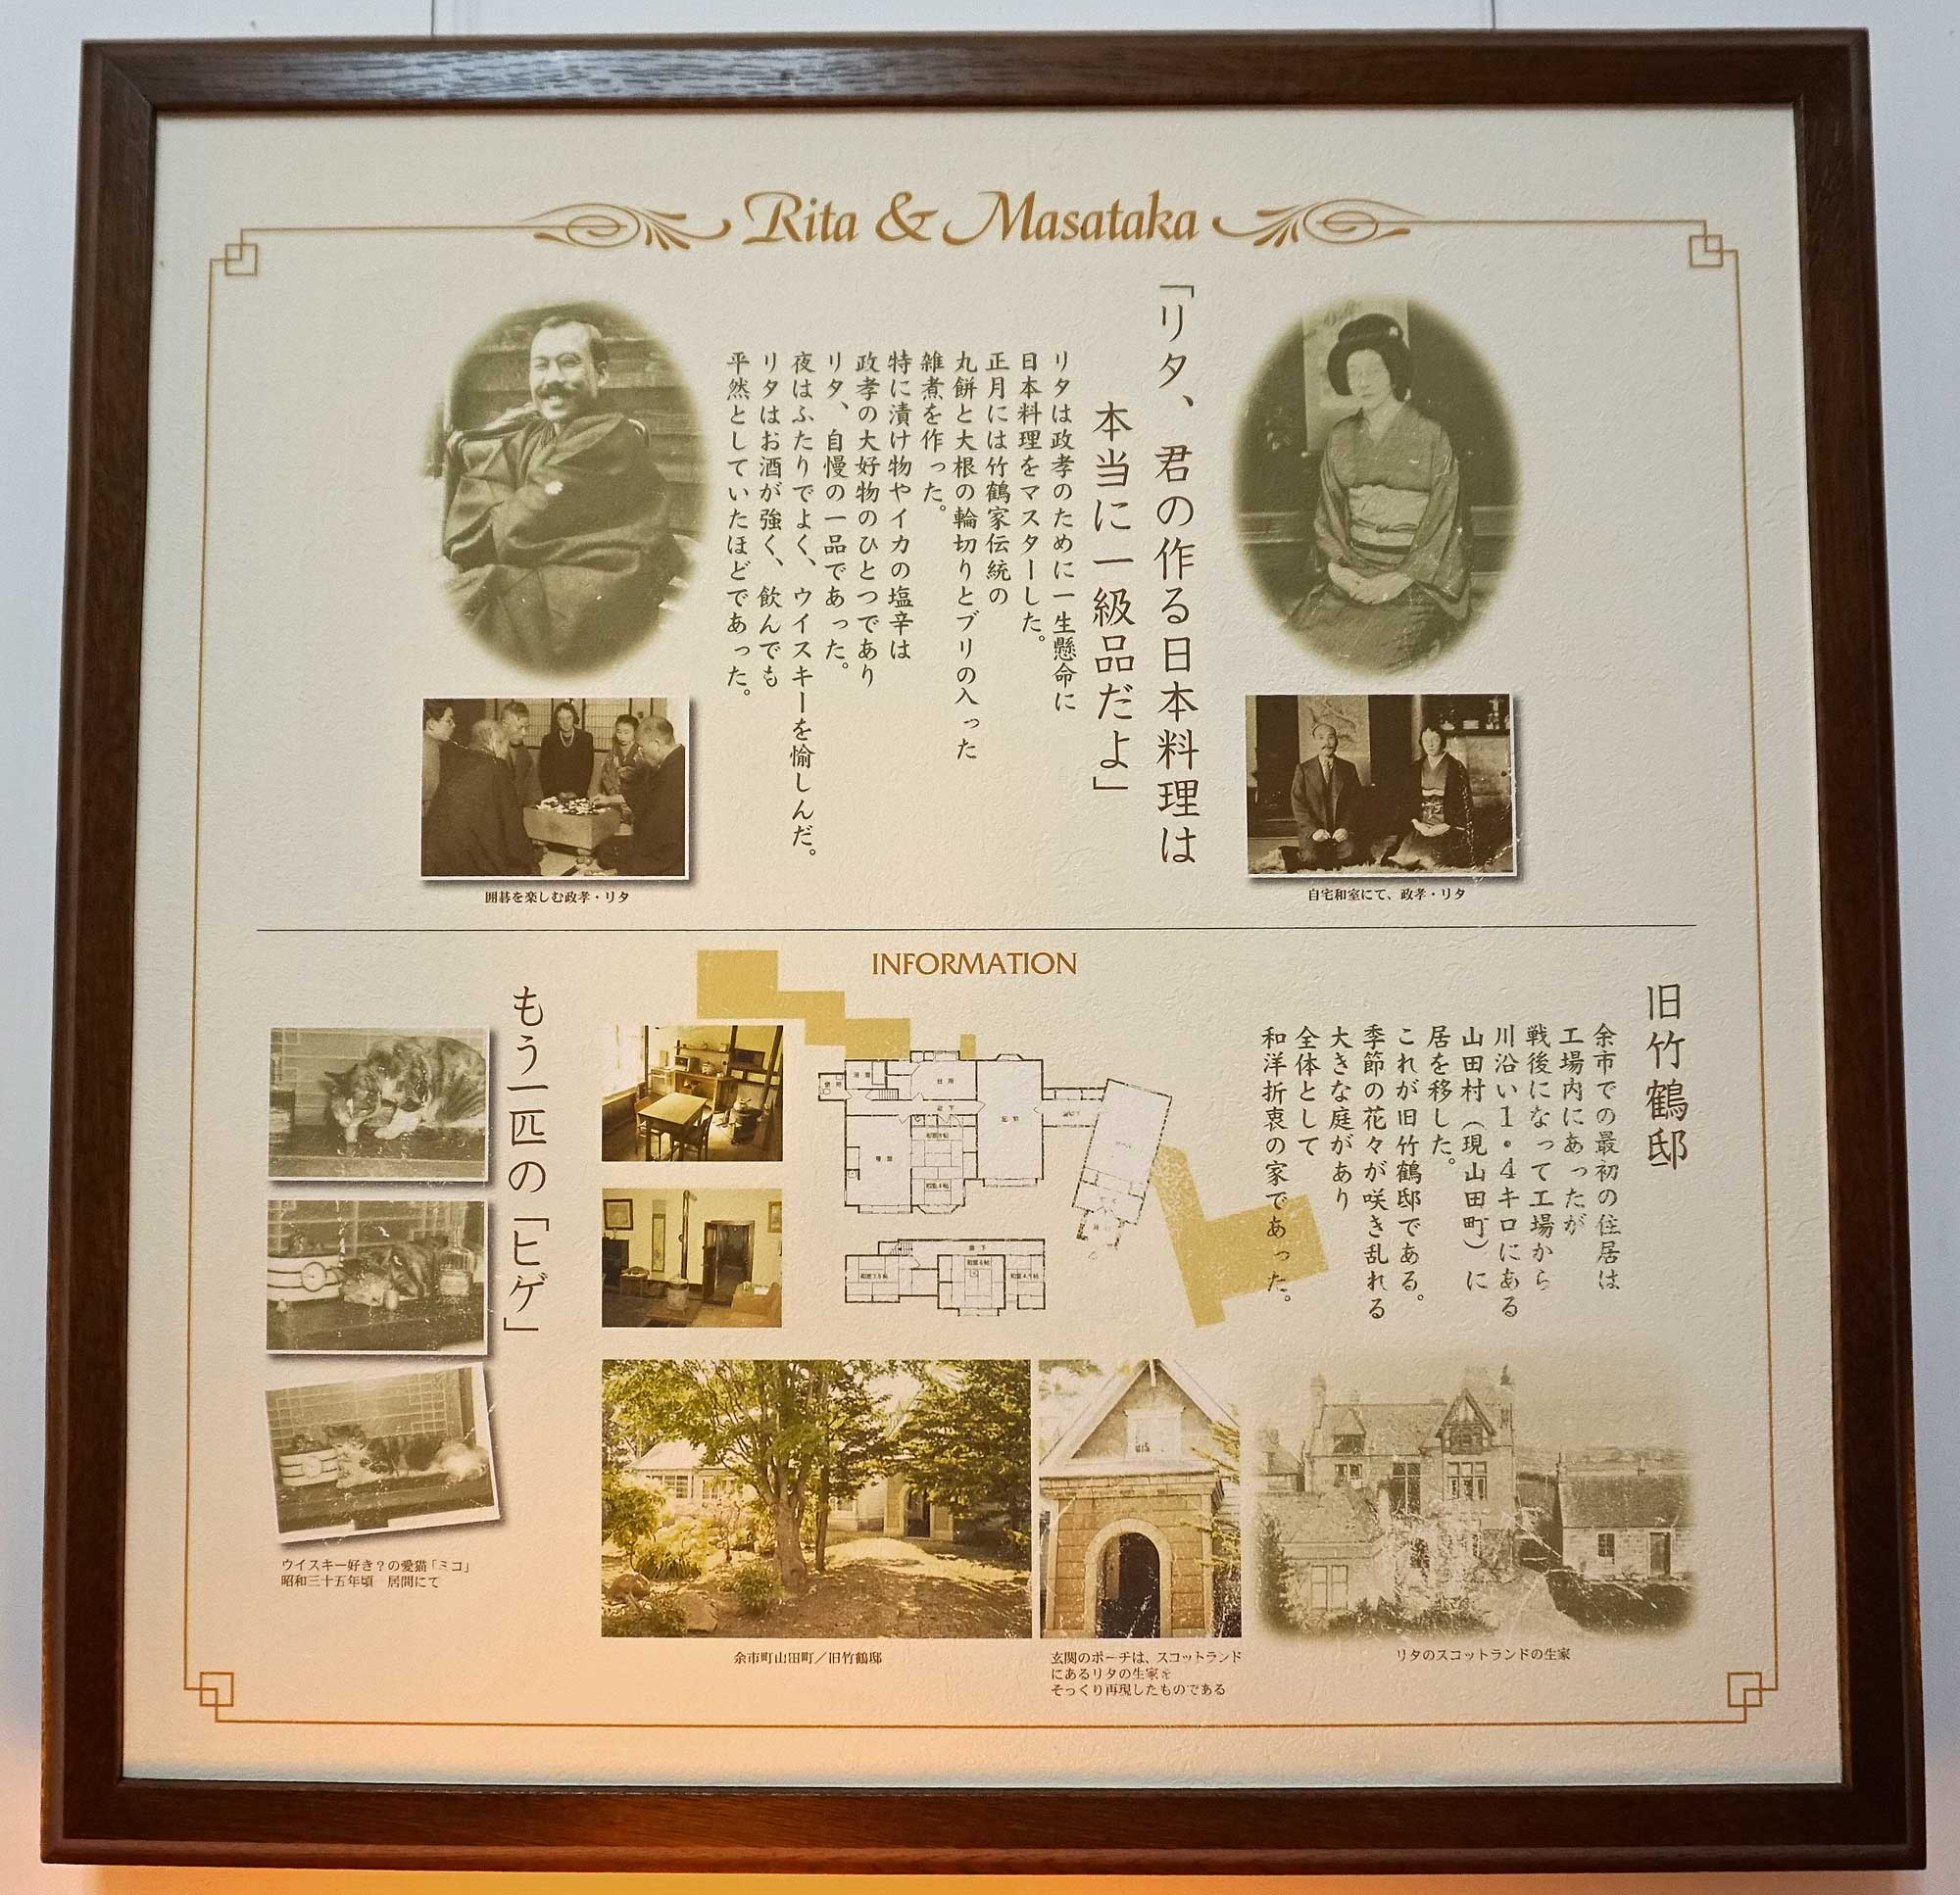 Rita & Masataka
「リタ、君の作る日本料理は
本当に一級品だよ」
リタは政孝のために一生懸命に
日本料理をマスターした。
正月には竹鶴家伝統の
丸餅と大根の輪切りとブリの入った
雑煮を作った。
特に漬け物やイカの塩辛は
政孝の大好物のひとつであり
リタ、自慢の一品であった。
夜はふたりでよく、ウイスキーを愉しんだ。
リタはお酒が強く、飲んでも
平然としていたほどであった。
自宅和室にて、政孝・リタ
囲碁を楽しむ政孝・リタ
INFORMATION
旧竹鶴邸
余市での最初の住居は
工場内にあったが
戦後になって工場から
川沿い1.4キロにある
山田村（現山田町）に
居を移した。
これが旧竹鶴邸である。
季節の花々が咲き乱れる
大きな庭があり
全体として
和洋折衷の家であった。
リタのスコットランドの生家
玄関のポーチは、スコットランド
にあるリタの生家を
そっくり再現したものである
余市町山田町／旧竹鶴邸
もう一匹の「ヒゲ」
ウイスキー好き？の愛猫「ミコ」
昭和三十五年頃　居間にて